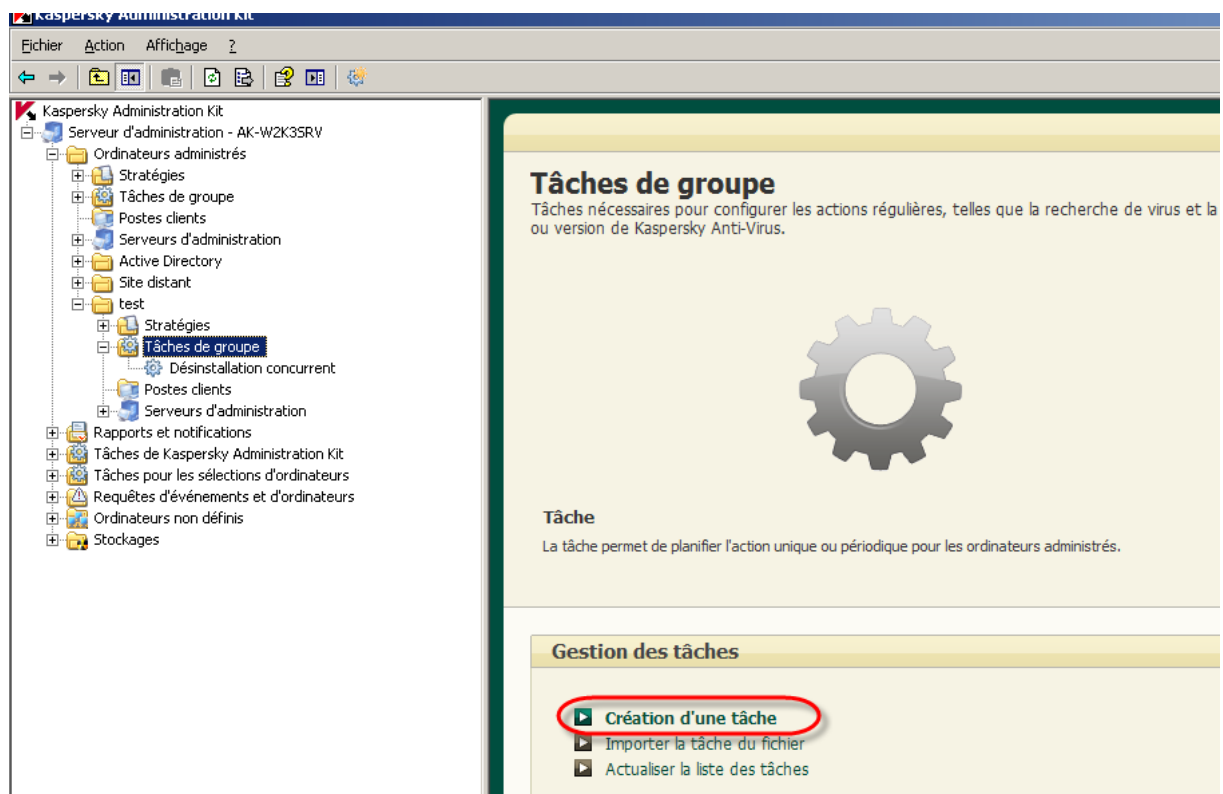 Kaspersky Administration Kit
Fichier Action Affichage ?
Kaspersky Administration Kit
Serveur d'administration - AK-W2K3SRV
Ordinateurs administrés
Stratégies
Tâches de groupe
Postes clients
Serveurs d'administration
Active Directory
Site distant
test
Stratégies
Tâches de groupe
Désinstallation concurrent
Postes clients
Serveurs d'administration
Rapports et notifications
Tâches de Kaspersky Administration Kit
Tâches pour les sélections d'ordinateurs
Requêtes d'événements et d'ordinateurs
Ordinateurs non définis
Stockages
Tâches de groupe
Tâches nécessaires pour configurer les actions régulières, telles que la recherche de virus et la
ou version de Kaspersky Anti-Virus.
Tâche
La tâche permet de planifier l'action unique ou périodique pour les ordinateurs administrés.
Gestion des tâches
Création d'une tâche
Importer la tâche du fichier
Actualiser la liste des tâches